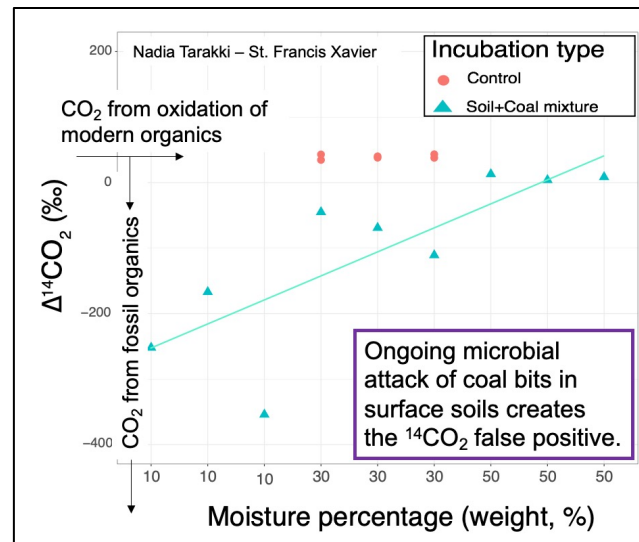 Nadia Tarakki – St. Francis Xavier
Incubation type
Control
Soil+Coal mixture
CO₂ from oxidation of
modern organics
200
0
−200
−400
Δ¹⁴CO₂ (‰)
CO₂ from fossil organics
Ongoing microbial
attack of coal bits in
surface soils creates
the ¹⁴CO₂ false positive.
10 10 10 30 30 30 50 50 50
Moisture percentage (weight, %)